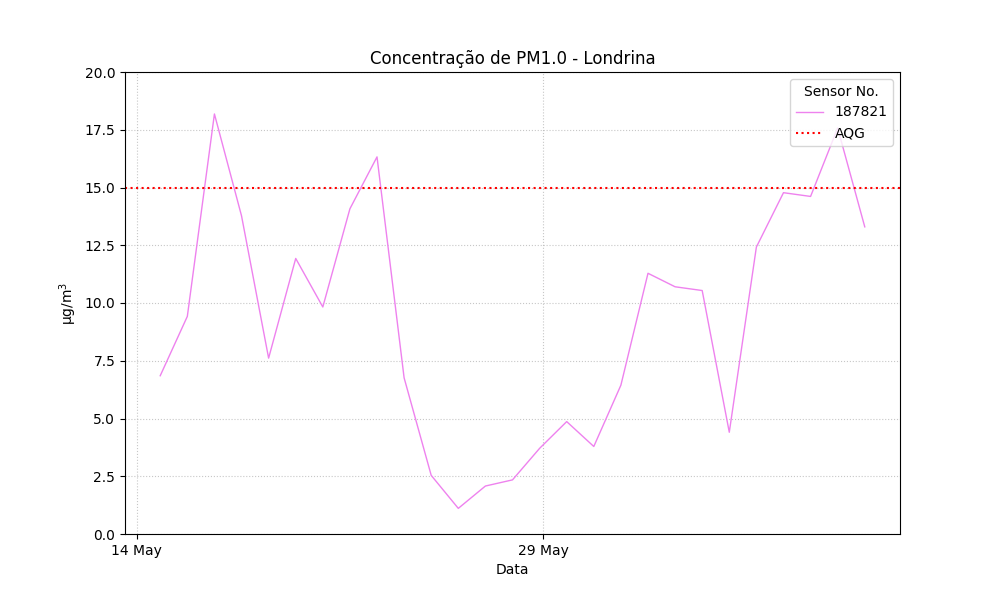 Concentração de PM1.0 - Londrina
20.0
17.5
15.0
12.5
10.0
7.5
5.0
2.5
0.0
µg/m³
Sensor No.
187821
AQG
14 May
29 May
Data